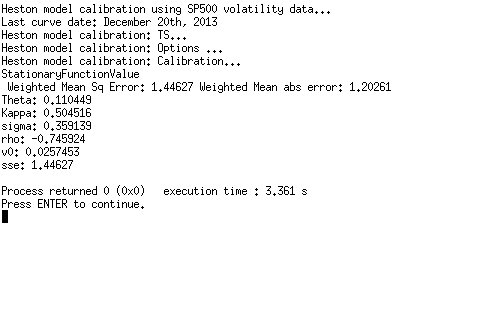 Heston model calibration using SP500 volatility data...
Last curve date: December 20th, 2013
Heston model calibration: TS...
Heston model calibration: Options ...
Heston model calibration: Calibration...
StationaryFunctionValue
Weighted Mean Sq Error: 1.44627 Weighted Mean abs error: 1.20261
Theta: 0.110449
Kappa: 0.504516
sigma: 0.359139
rho: -0.745924
v0: 0.0257453
sse: 1.44627
Process returned 0 (0x0)   execution time : 3.361 s
Press ENTER to continue.